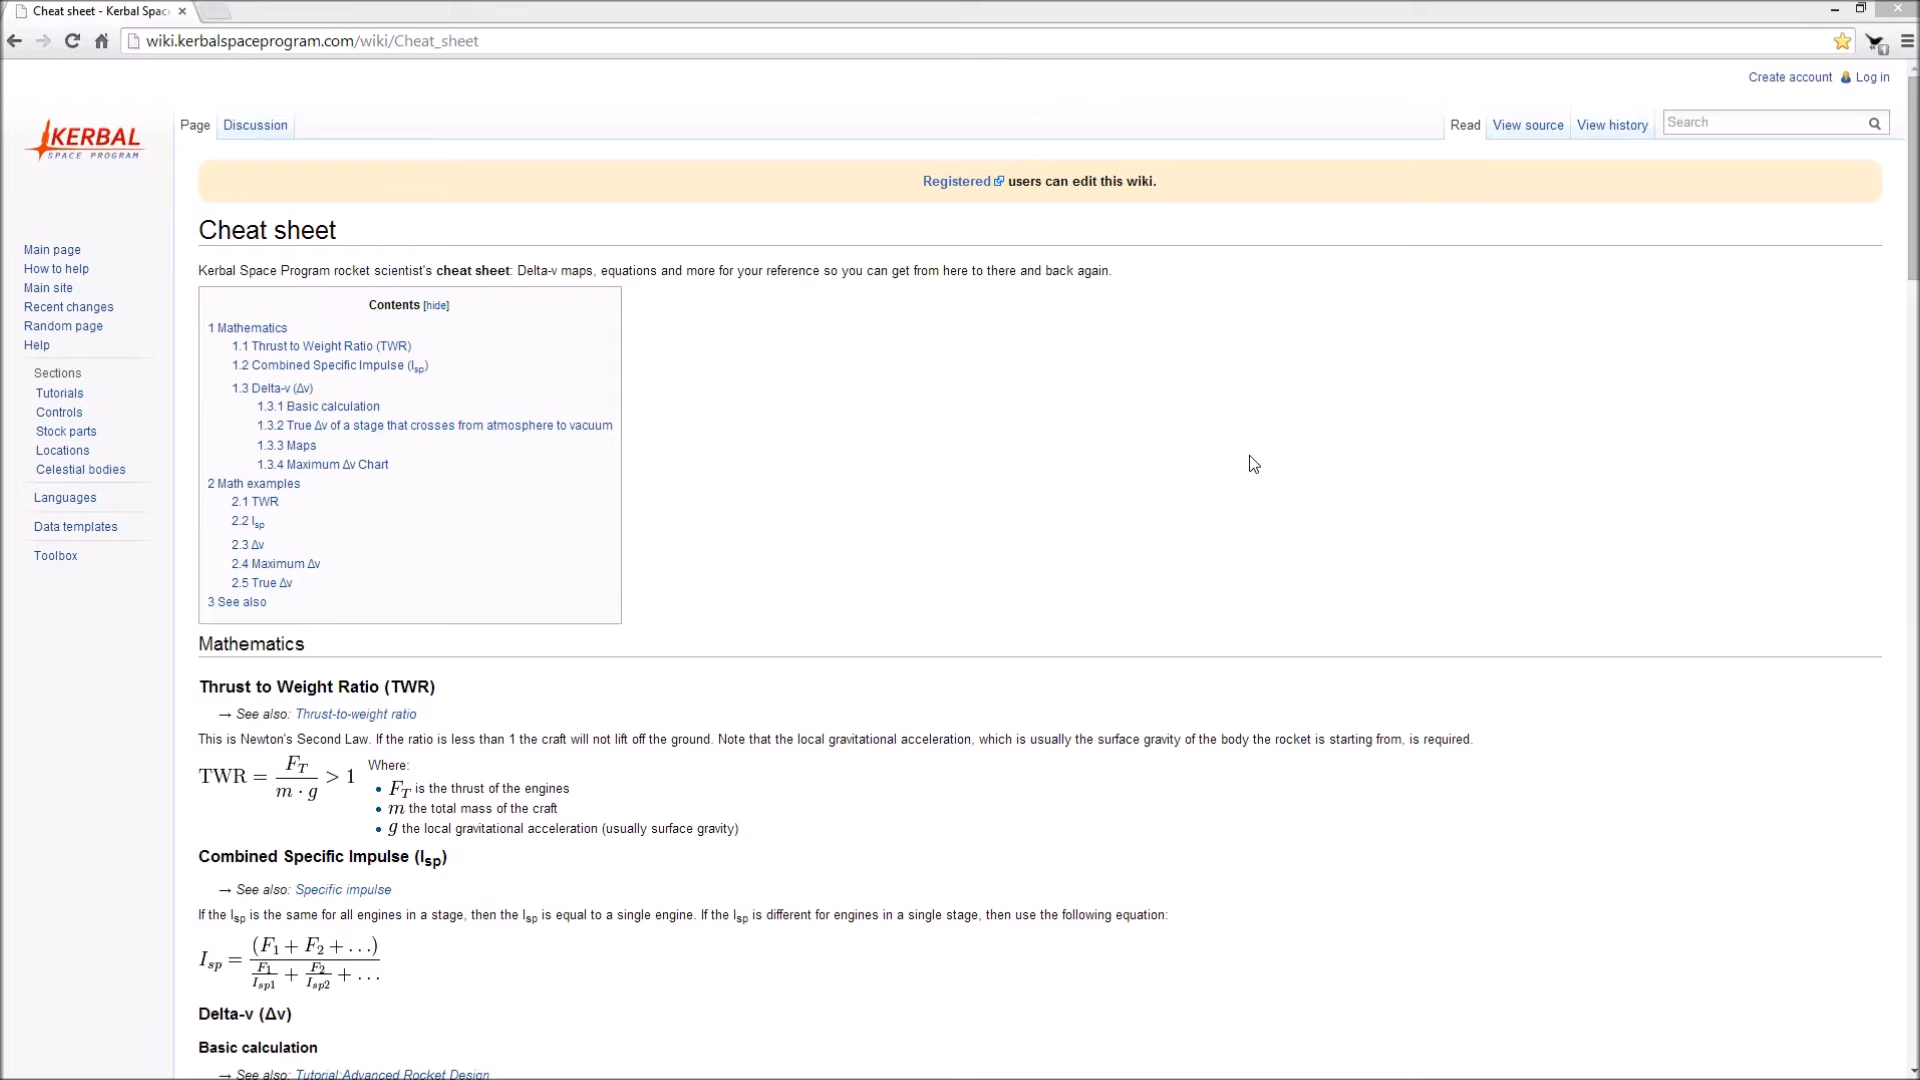 Cheat sheet - Kerbal Spac
wiki.kerbalspaceprogram.com/wiki/Cheat_sheet
Create account Log in
KERBAL
SPACE PROGRAM
Page Discussion Read View source View history Search
Registered users can edit this wiki.
Cheat sheet
Kerbal Space Program rocket scientist's cheat sheet: Delta-v maps, equations and more for your reference so you can get from here to there and back again.
Main page
How to help
Main site
Recent changes
Random page
Help
Sections
Tutorials
Controls
Stock parts
Locations
Celestial bodies
Languages
Data templates
Toolbox
Contents [hide]
1 Mathematics
1.1 Thrust to Weight Ratio (TWR)
1.2 Combined Specific Impulse (Isp)
1.3 Delta-v (Δv)
1.3.1 Basic calculation
1.3.2 True Δv of a stage that crosses from atmosphere to vacuum
1.3.3 Maps
1.3.4 Maximum Δv Chart
2 Math examples
2.1 TWR
2.2 Isp
2.3 Δv
2.4 Maximum Δv
2.5 True Δv
3 See also
Mathematics
Thrust to Weight Ratio (TWR)
→ See also: Thrust-to-weight ratio
This is Newton's Second Law. If the ratio is less than 1 the craft will not lift off the ground. Note that the local gravitational acceleration, which is usually the surface gravity of the body the rocket is starting from, is required.
TWR = F_T / (m · g) > 1
Where:
• F_T is the thrust of the engines
• m the total mass of the craft
• g the local gravitational acceleration (usually surface gravity)
Combined Specific Impulse (Isp)
→ See also: Specific impulse
If the Isp is the same for all engines in a stage, then the Isp is equal to a single engine. If the Isp is different for engines in a single stage, then use the following equation:
I_sp = (F_1 + F_2 + ...) / (F_1/I_sp1 + F_2/I_sp2 + ...)
Delta-v (Δv)
Basic calculation
→ See also: Tutorial:Advanced Rocket Design